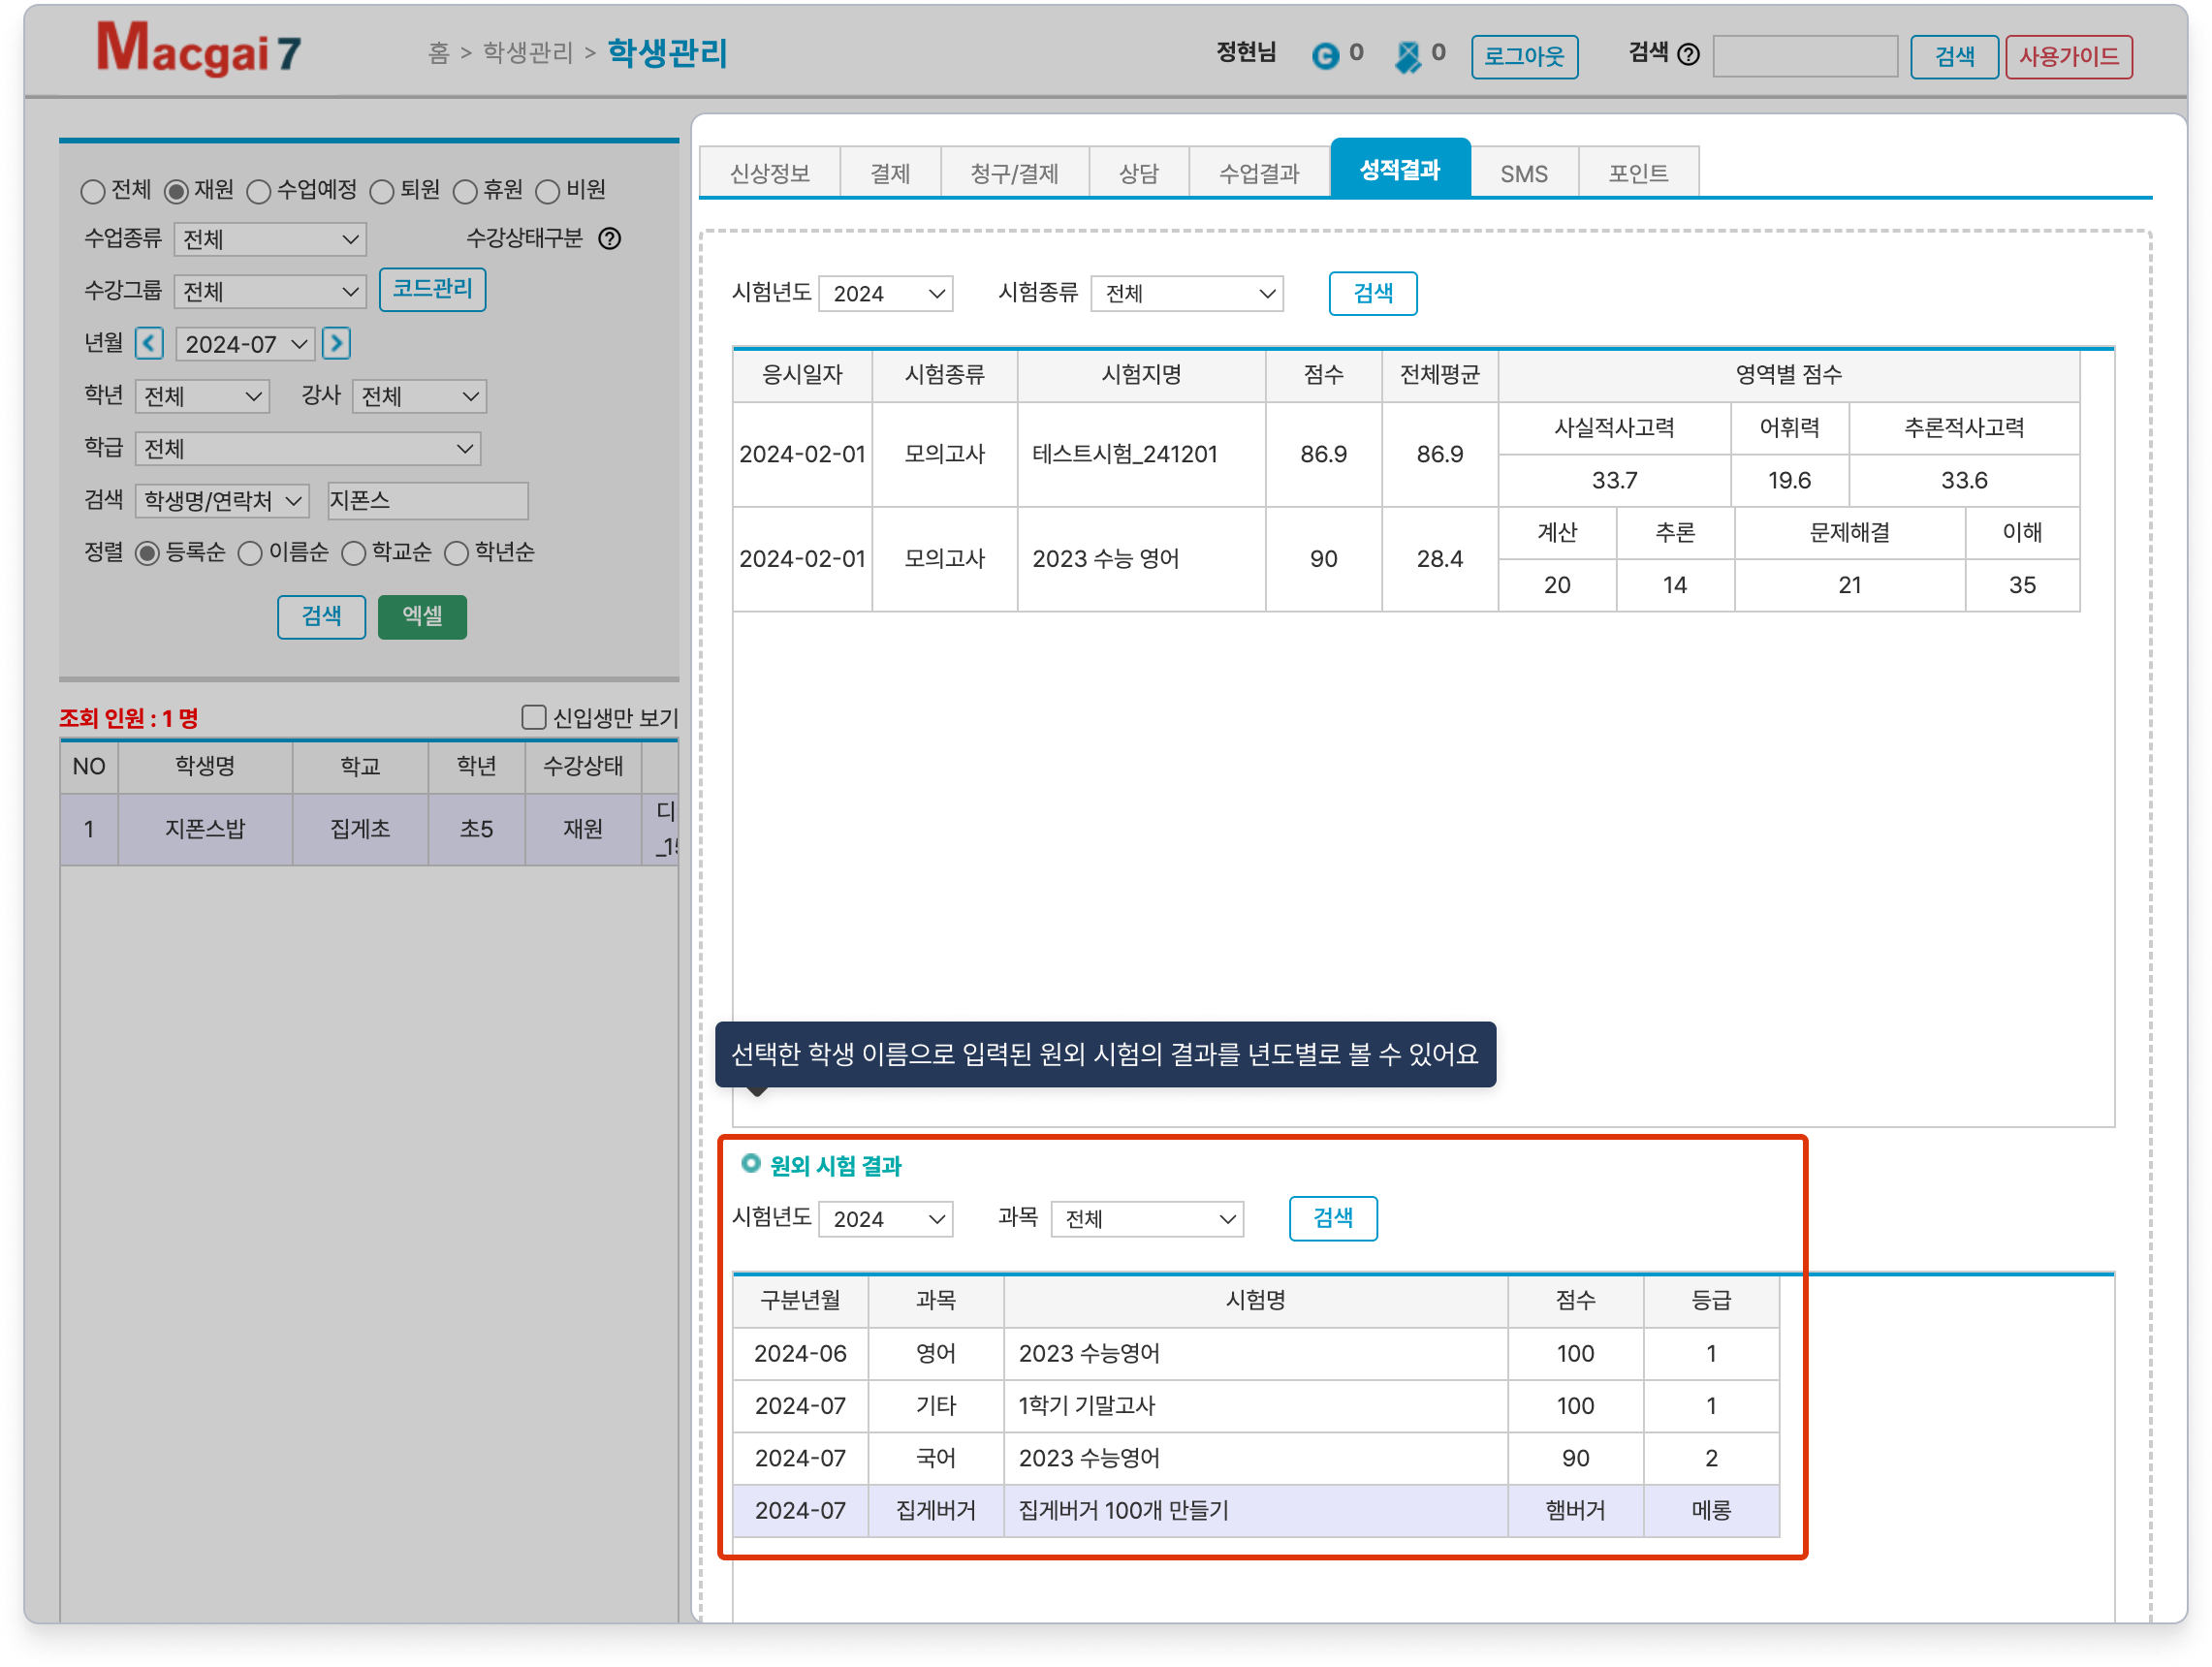 Macgai 7
홈 > 학생관리 > 학생관리
정현님 0 0 로그아웃 검색 ? 검색 사용가이드
전체 재원 수업예정 퇴원 휴원 비원
수업종류 전체 수강상태구분 ?
수강그룹 전체 코드관리
년월 < 2024-07 >
학년 전체 강사 전체
학급 전체
검색 학생명/연락처 지폰스
정렬 등록순 이름순 학교순 학년순
검색 엑셀
조회 인원 : 1 명 신입생만 보기
NO 학생명 학교 학년 수강상태
1 지폰스밥 집게초 초5 재원 디
_15
신상정보 결제 청구/결제 상담 수업결과 성적결과 SMS 포인트
시험년도 2024 시험종류 전체 검색
응시일자 시험종류 시험지명 점수 전체평균 영역별 점수
사실적사고력 어휘력 추론적사고력
2024-02-01 모의고사 테스트시험_241201 86.9 86.9
33.7 19.6 33.6
계산 추론 문제해결 이해
2024-02-01 모의고사 2023 수능 영어 90 28.4
20 14 21 35
선택한 학생 이름으로 입력된 원외 시험의 결과를 년도별로 볼 수 있어요
원외 시험 결과
시험년도 2024 과목 전체 검색
구분년월 과목 시험명 점수 등급
2024-06 영어 2023 수능영어 100 1
2024-07 기타 1학기 기말고사 100 1
2024-07 국어 2023 수능영어 90 2
2024-07 집게버거 집게버거 100개 만들기 햄버거 메롱